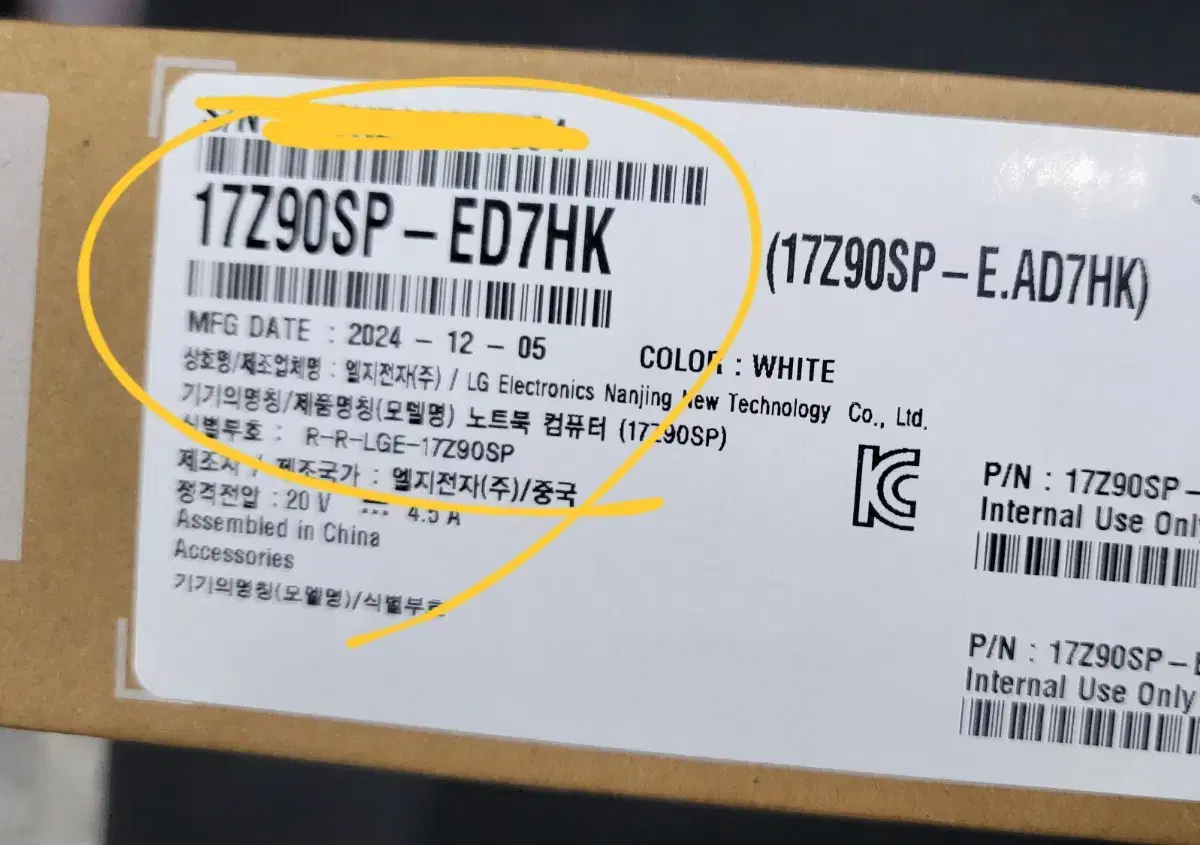 S/N
17Z90SP – ED7HK
(17Z90SP – E.AD7HK)
MFG DATE : 2024 – 12 – 05
COLOR : WHITE
상호명/제조업체명 : 엘지전자(주) / LG Electronics Nanjing New Technology Co., Ltd.
기기의명칭/제품명칭(모델명) 노트북 컴퓨터 (17Z90SP)
식별부호 : R-R-LGE-17Z90SP
제조사 / 제조국가 : 엘지전자(주)/중국
정격전압 : 20 V ⎓ 4.5 A
Assembled in China
Accessories
기기의명칭(모델명)/식별부호
P/N : 17Z90SP–
Internal Use Only
P/N : 17Z90SP–E
Internal Use Only